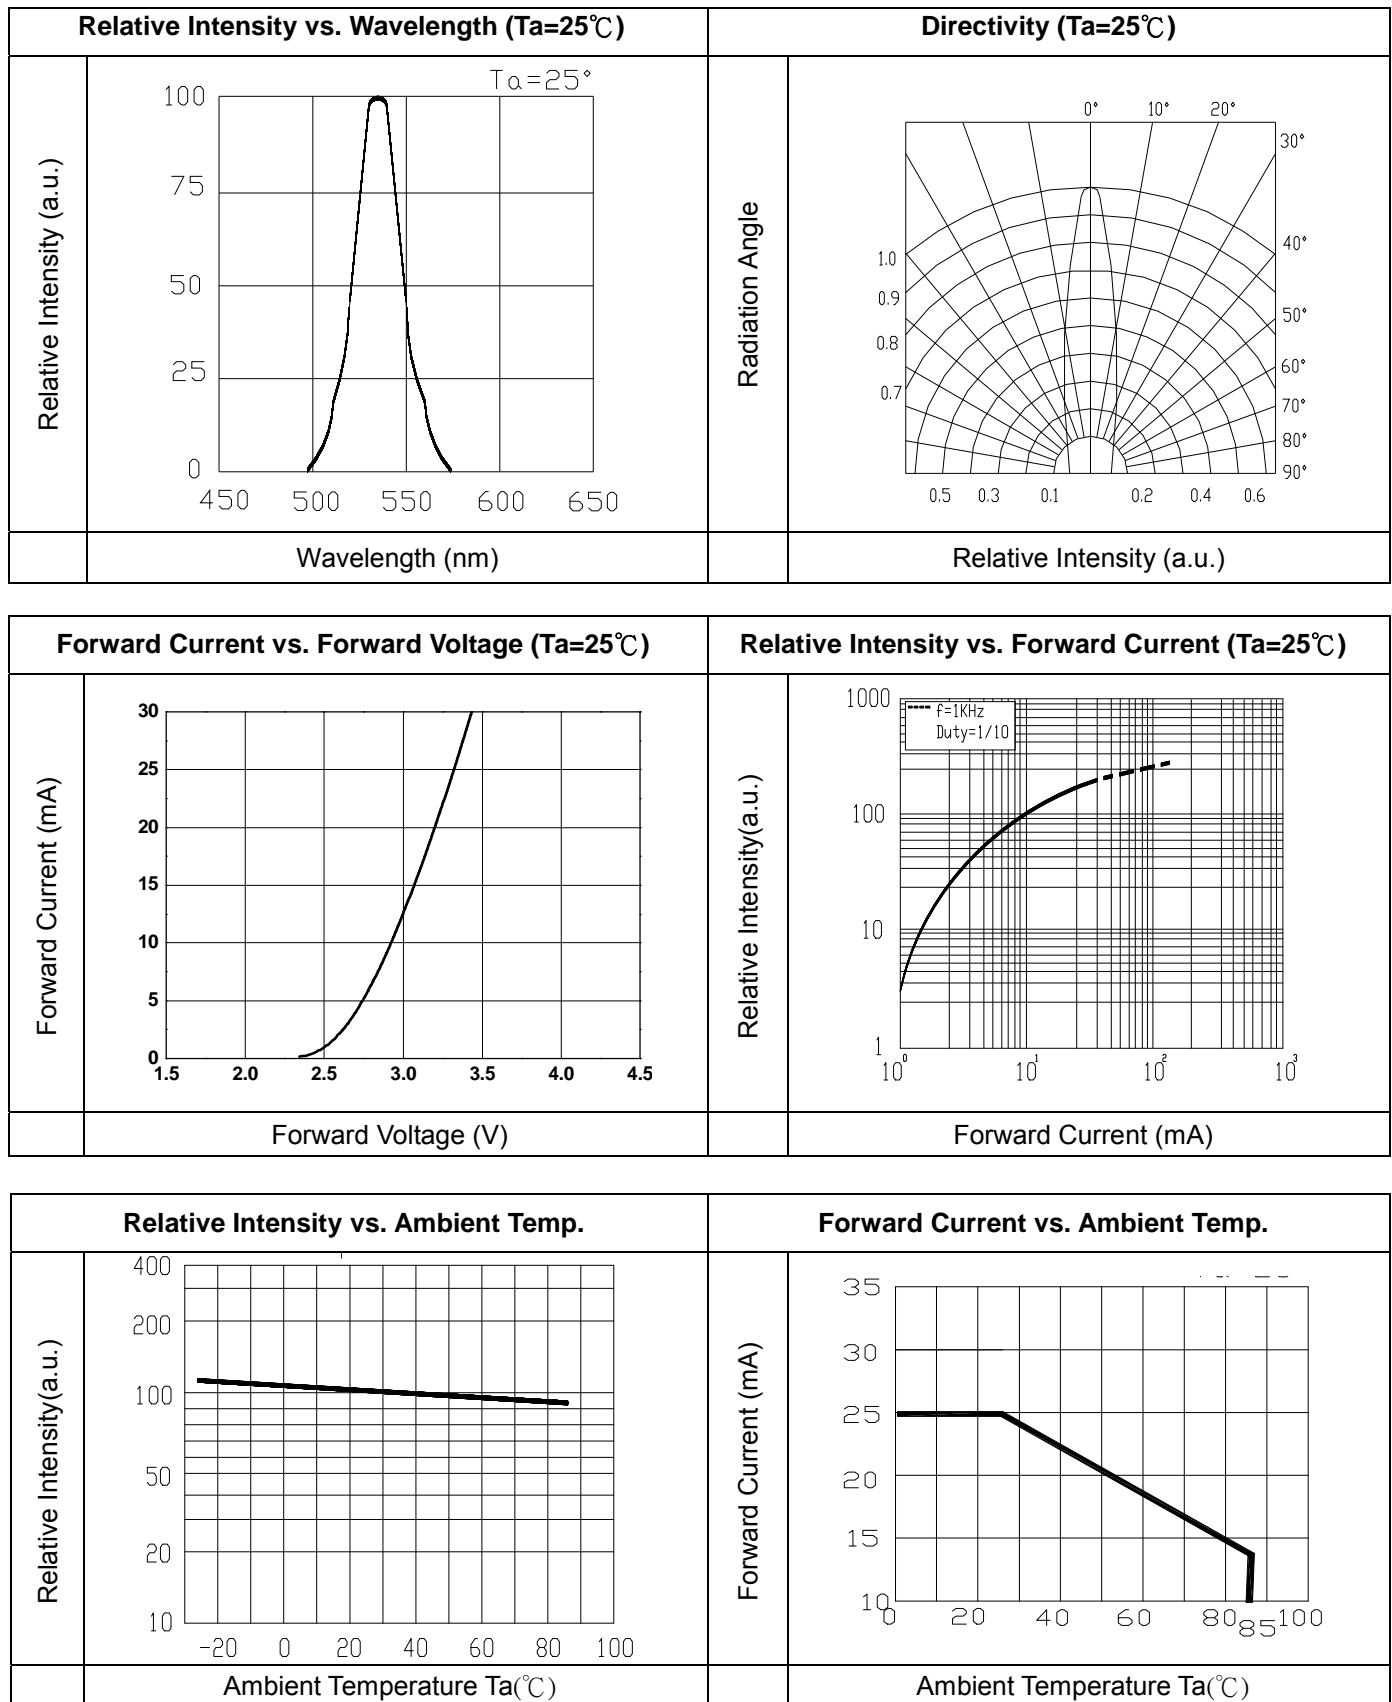 Relative Intensity vs. Wavelength (Ta=25℃)
Directivity (Ta=25℃)
Relative Intensity (a.u.)
Ta=25°
100
75
50
25
0
450 500 550 600 650
Wavelength (nm)
Radiation Angle
0° 10° 20°
30°
40°
50°
60°
70°
80°
90°
1.0
0.9
0.8
0.7
0.5 0.3 0.1 0.2 0.4 0.6
Relative Intensity (a.u.)
Forward Current vs. Forward Voltage (Ta=25℃)
Relative Intensity vs. Forward Current (Ta=25℃)
Forward Current (mA)
30
25
20
15
10
5
0
1.5 2.0 2.5 3.0 3.5 4.0 4.5
Forward Voltage (V)
Relative Intensity(a.u.)
1000
100
10
1
f=1KHz
Duty=1/10
10⁰ 10¹ 10² 10³
Forward Current (mA)
Relative Intensity vs. Ambient Temp.
Forward Current vs. Ambient Temp.
Relative Intensity(a.u.)
400
200
100
50
20
10
-20 0 20 40 60 80 100
Ambient Temperature Ta(℃)
Forward Current (mA)
35
30
25
20
15
10
0 20 40 60 80 85 100
Ambient Temperature Ta(℃)